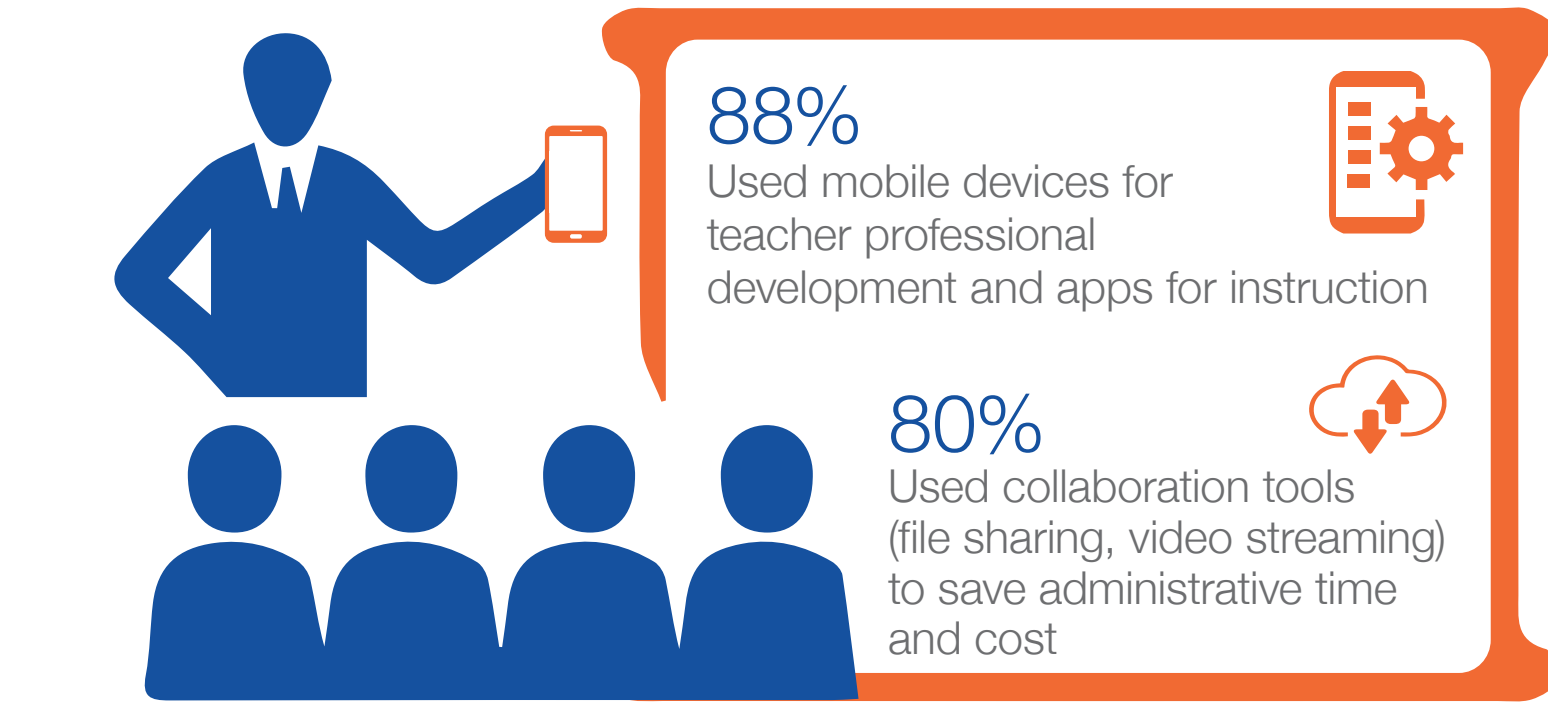 88%
Used mobile devices for
teacher professional
development and apps for instruction
80%
Used collaboration tools
(file sharing, video streaming)
to save administrative time
and cost